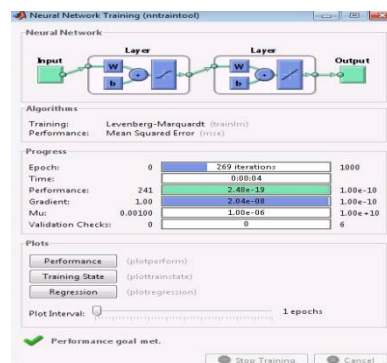 Neural Network Training (nntraintool)
Neural Network
Layer Layer
Input W b + W b + Output
Algorithms
Training: Levenberg-Marquardt (trainlm)
Performance: Mean Squared Error (mse)
Progress
Epoch: 0 269 iterations 1000
Time: 0:00:04
Performance: 241 2.40e-19 1.00e-10
Gradient: 1.00 2.04e-08 1.00e-10
Mu: 0.00100 1.00e-06 1.00e+10
Validation Checks: 0 0 6
Plots
Performance (plotperform)
Training State (plottrainstate)
Regression (plotregression)
Plot Interval: 1 epochs
Performance goal met.
Stop Training Cancel